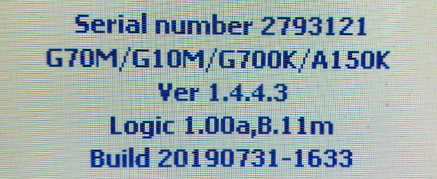 Serial number 2793121
G70M/G10M/G700K/A150K
Ver 1.4.4.3
Logic 1.00a,B.11m
Build 20190731-1633